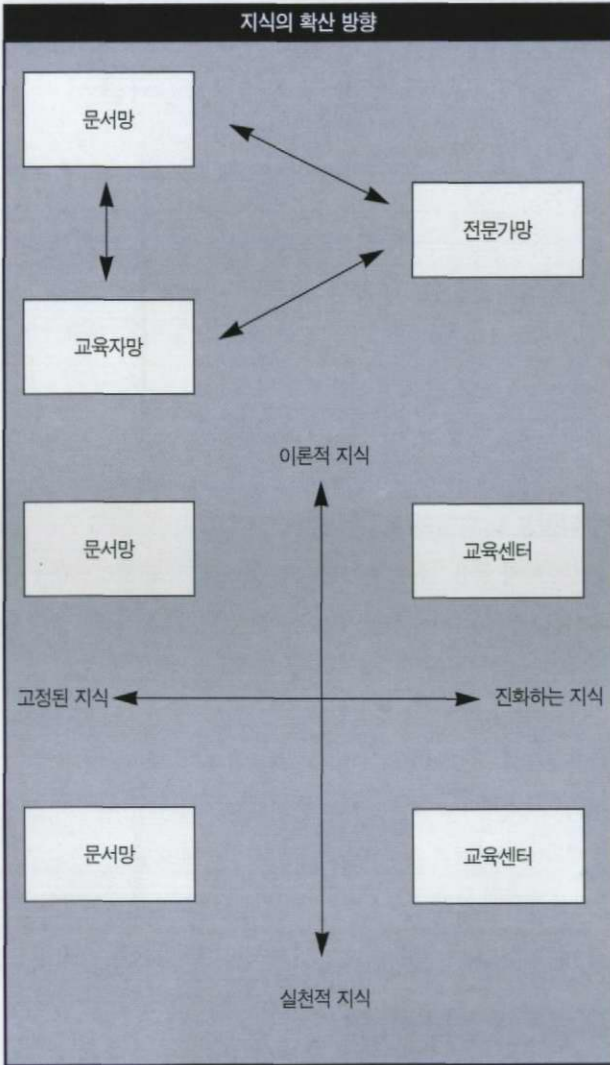 지식의 확산 방향
문서망
전문가망
교육자망
이론적 지식
문서망
교육센터
고정된 지식
진화하는 지식
문서망
교육센터
실천적 지식